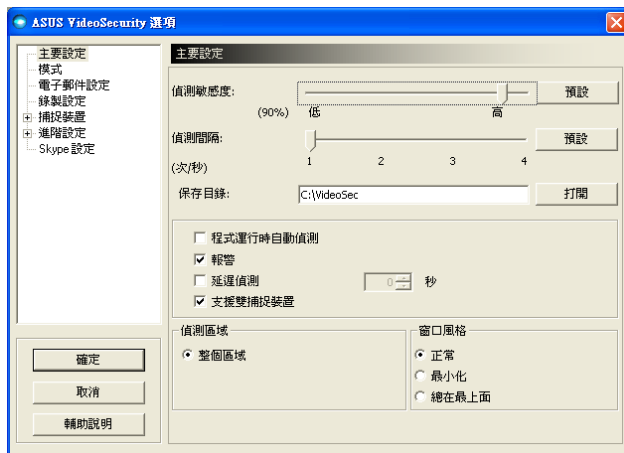 ASUS VideoSecurity 選項
主要設定
模式
電子郵件設定
錄製設定
捕捉裝置
進階設定
Skype 設定
確定
取消
輔助說明
主要設定
偵測敏感度:
預設
(90%) 低 高
偵測間隔:
預設
(次/秒) 1 2 3 4
保存目錄: C:\VideoSec 打開
程式運行時自動偵測
報警
延遲偵測 0 秒
支援雙捕捉裝置
偵測區域
整個區域
窗口風格
正常
最小化
總在最上面